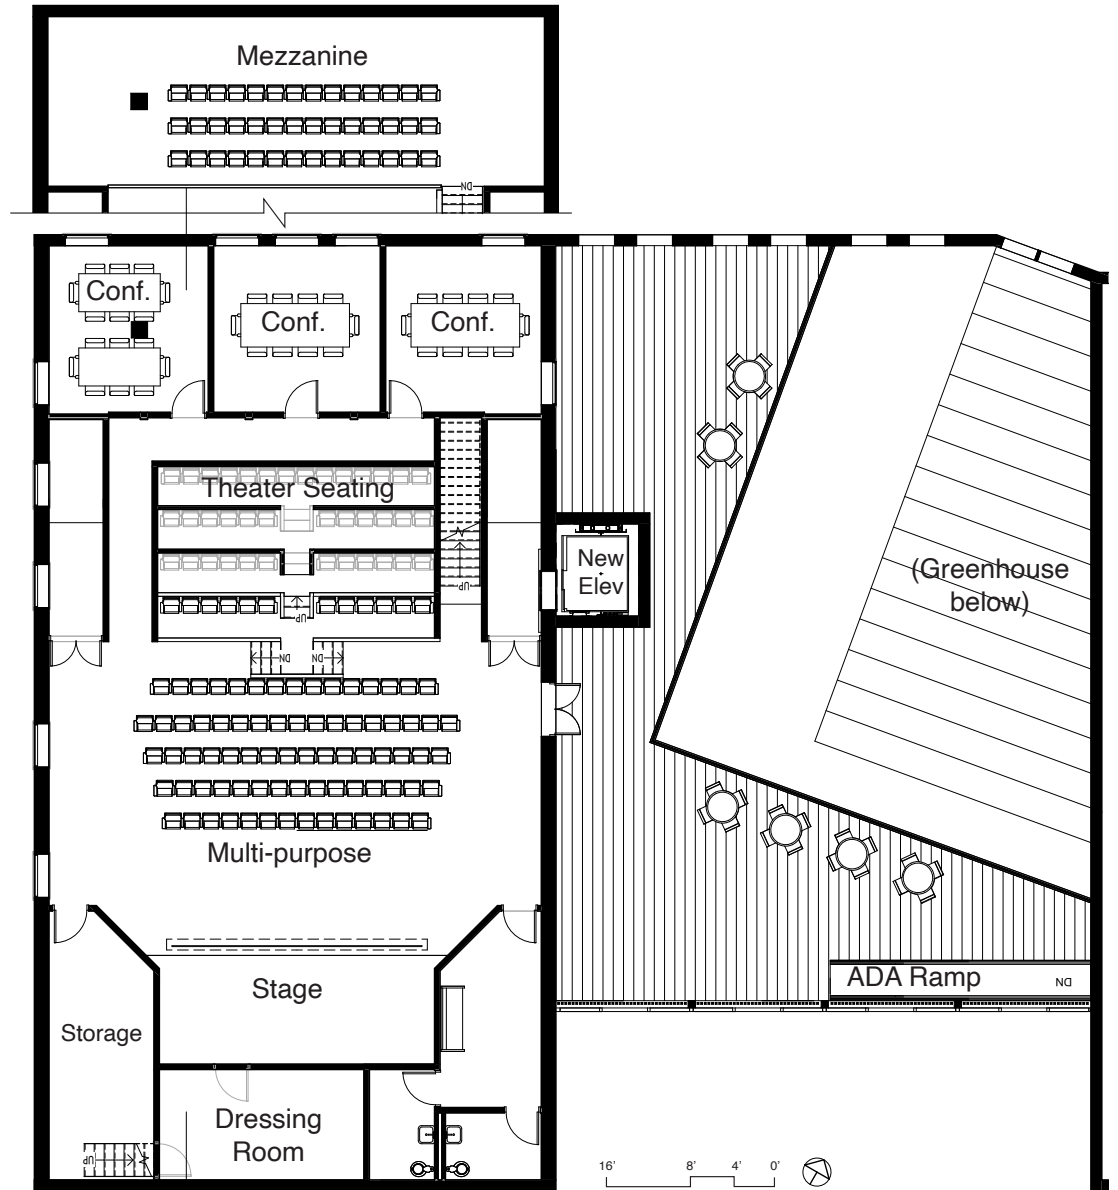 Mezzanine
DN
Conf.
Conf.
Conf.
Theater Seating
UP
New
Elev
(Greenhouse
below)
UP
DN
DN
Multi-purpose
Stage
ADA Ramp
DN
Storage
Dressing
Room
UP
16' 8' 4' 0'